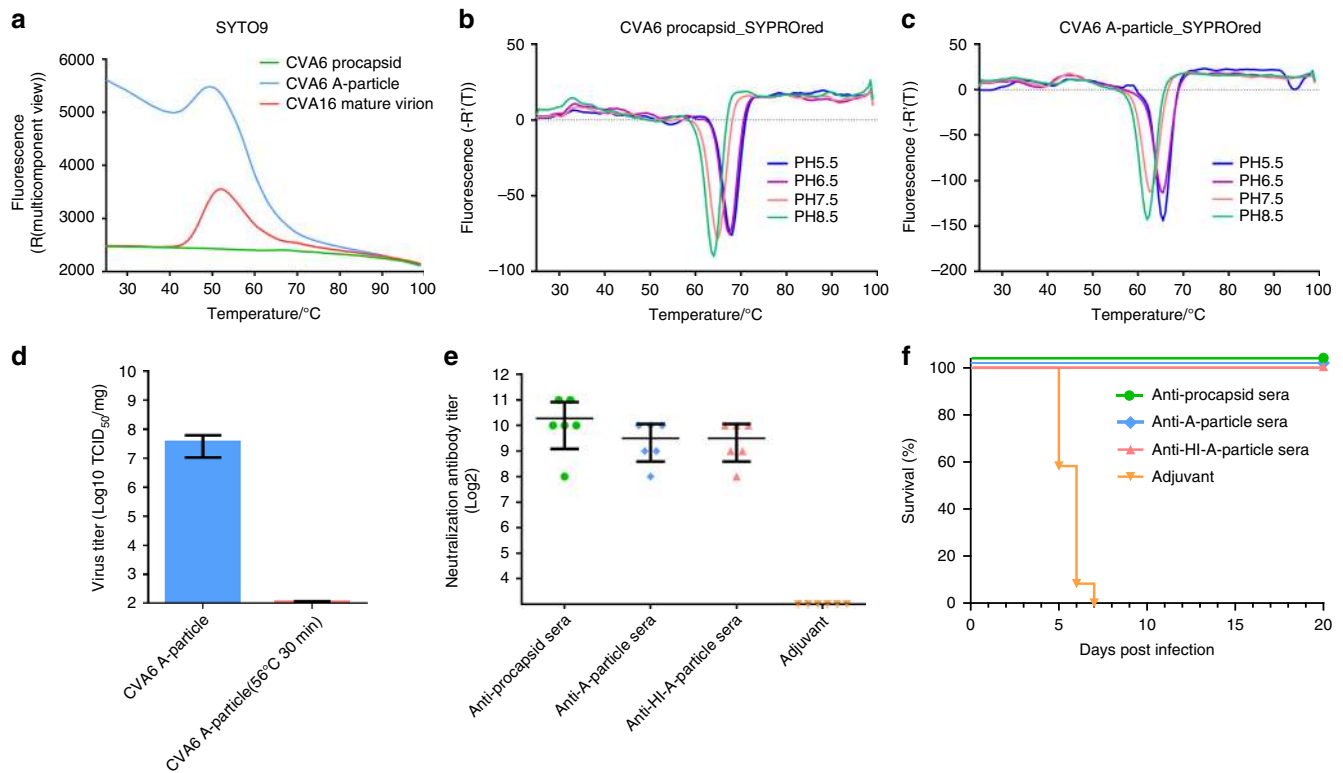 a
SYTO9
CVA6 procapsid
CVA6 A-particle
CVA16 mature virion
6000
5000
4000
3000
2000
Fluorescence
(R(multicomponent view))
30 40 50 60 70 80 90 100
Temperature/°C
b
CVA6 procapsid_SYPROred
50
0
−50
−100
Fluorescence (-R'(T))
PH5.5
PH6.5
PH7.5
PH8.5
30 40 50 60 70 80 90 100
Temperature/°C
c
CVA6 A-particle_SYPROred
50
0
−50
−100
−150
−200
Fluorescence (-R'(T))
PH5.5
PH6.5
PH7.5
PH8.5
30 40 50 60 70 80 90 100
Temperature/°C
d
10
9
8
7
6
5
4
3
2
Virus titer (Log10 TCID50/mg)
CVA6 A-particle
CVA6 A-particle(56°C 30 min)
e
12
11
10
9
8
7
6
5
4
Neutralization antibody titer
(Log2)
Anti-procapsid sera
Anti-A-particle sera
Anti-HI-A-particle sera
Adjuvant
f
100
80
60
40
20
0
Survival (%)
Anti-procapsid sera
Anti-A-particle sera
Anti-HI-A-particle sera
Adjuvant
0 5 10 15 20
Days post infection